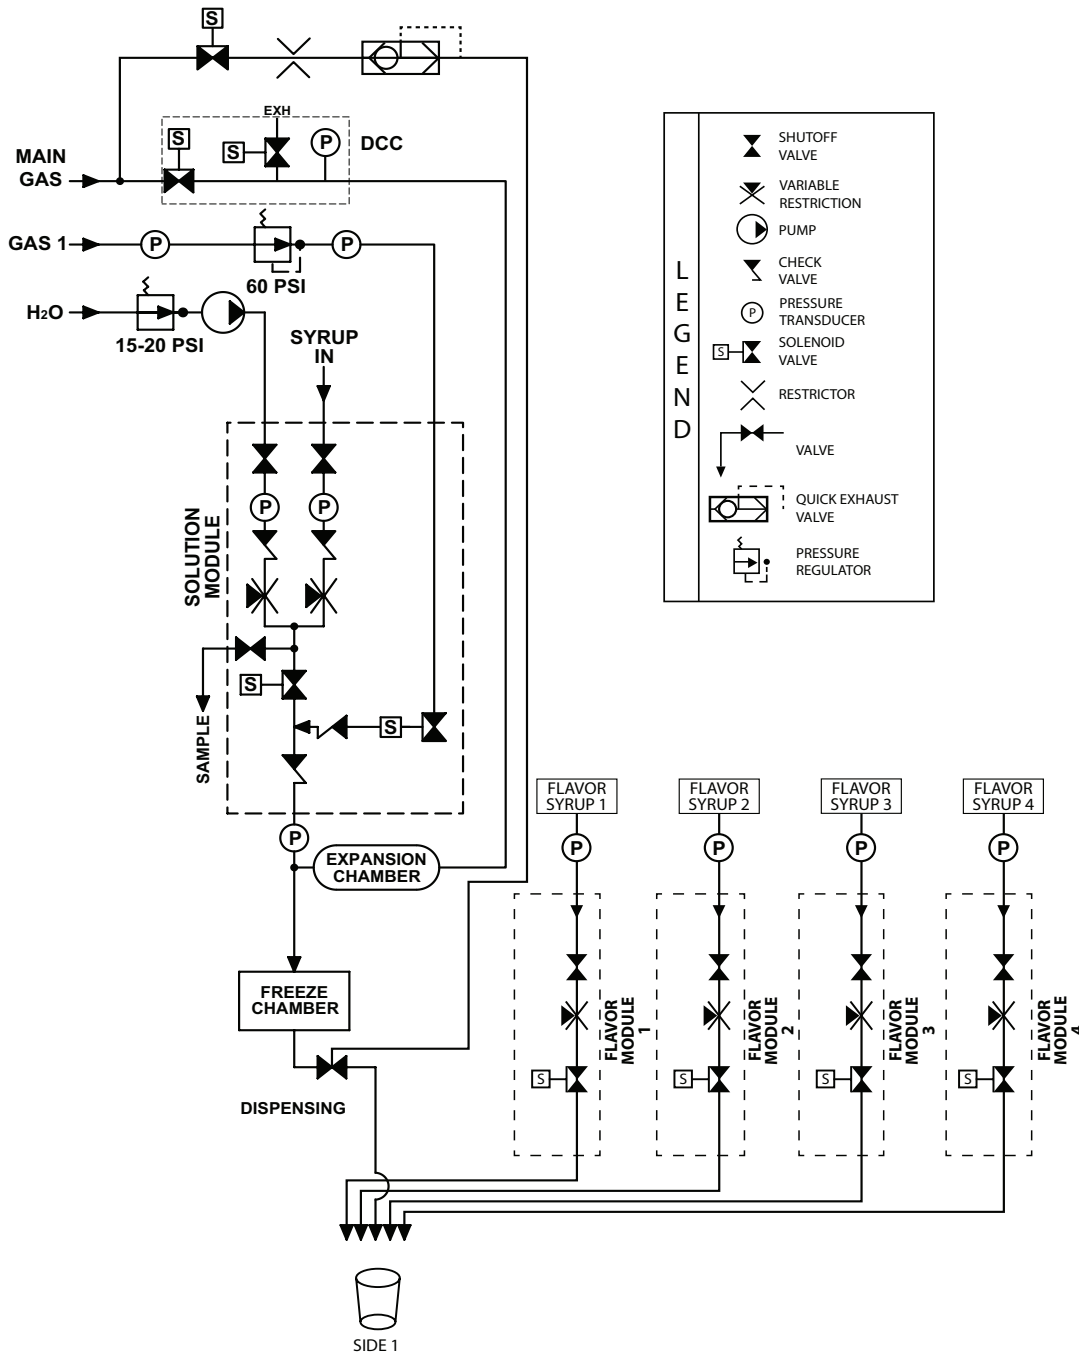 S
EXH
S
S
P
DCC
MAIN
GAS
GAS 1
P
P
60 PSI
H2O
15-20 PSI
SYRUP
IN
P
P
SOLUTION
MODULE
S
S
SAMPLE
P
EXPANSION
CHAMBER
FREEZE
CHAMBER
DISPENSING
LEGEND
SHUTOFF
VALVE
VARIABLE
RESTRICTION
PUMP
CHECK
VALVE
P
PRESSURE
TRANSDUCER
S
SOLENOID
VALVE
RESTRICTOR
VALVE
QUICK EXHAUST
VALVE
PRESSURE
REGULATOR
FLAVOR
SYRUP 1
FLAVOR
SYRUP 2
FLAVOR
SYRUP 3
FLAVOR
SYRUP 4
P
P
P
P
FLAVOR
MODULE
1
FLAVOR
MODULE
2
FLAVOR
MODULE
3
FLAVOR
MODULE
4
S
S
S
S
SIDE 1